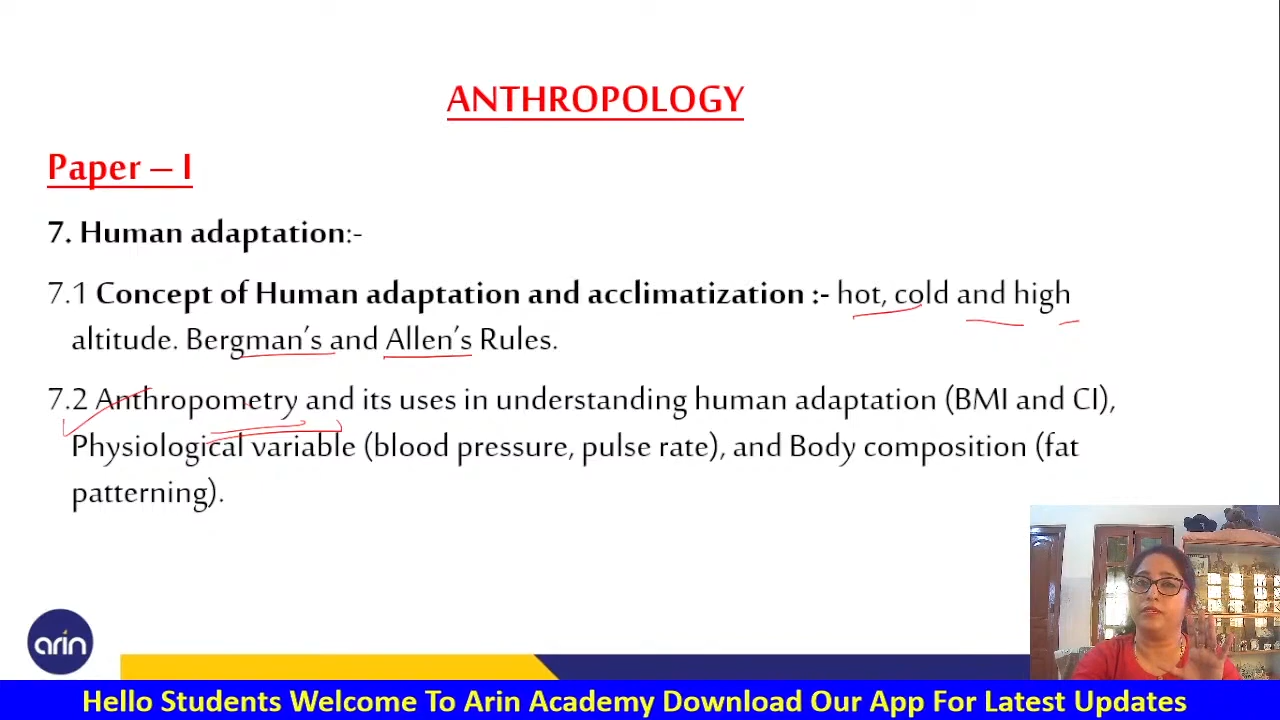 ANTHROPOLOGY
Paper – I
7. Human adaptation:-
7.1 Concept of Human adaptation and acclimatization :- hot, cold and high
altitude. Bergman's and Allen's Rules.
7.2 Anthropometry and its uses in understanding human adaptation (BMI and CI),
Physiological variable (blood pressure, pulse rate), and Body composition (fat
patterning).
arin
Hello Students Welcome To Arin Academy Download Our App For Latest Updates